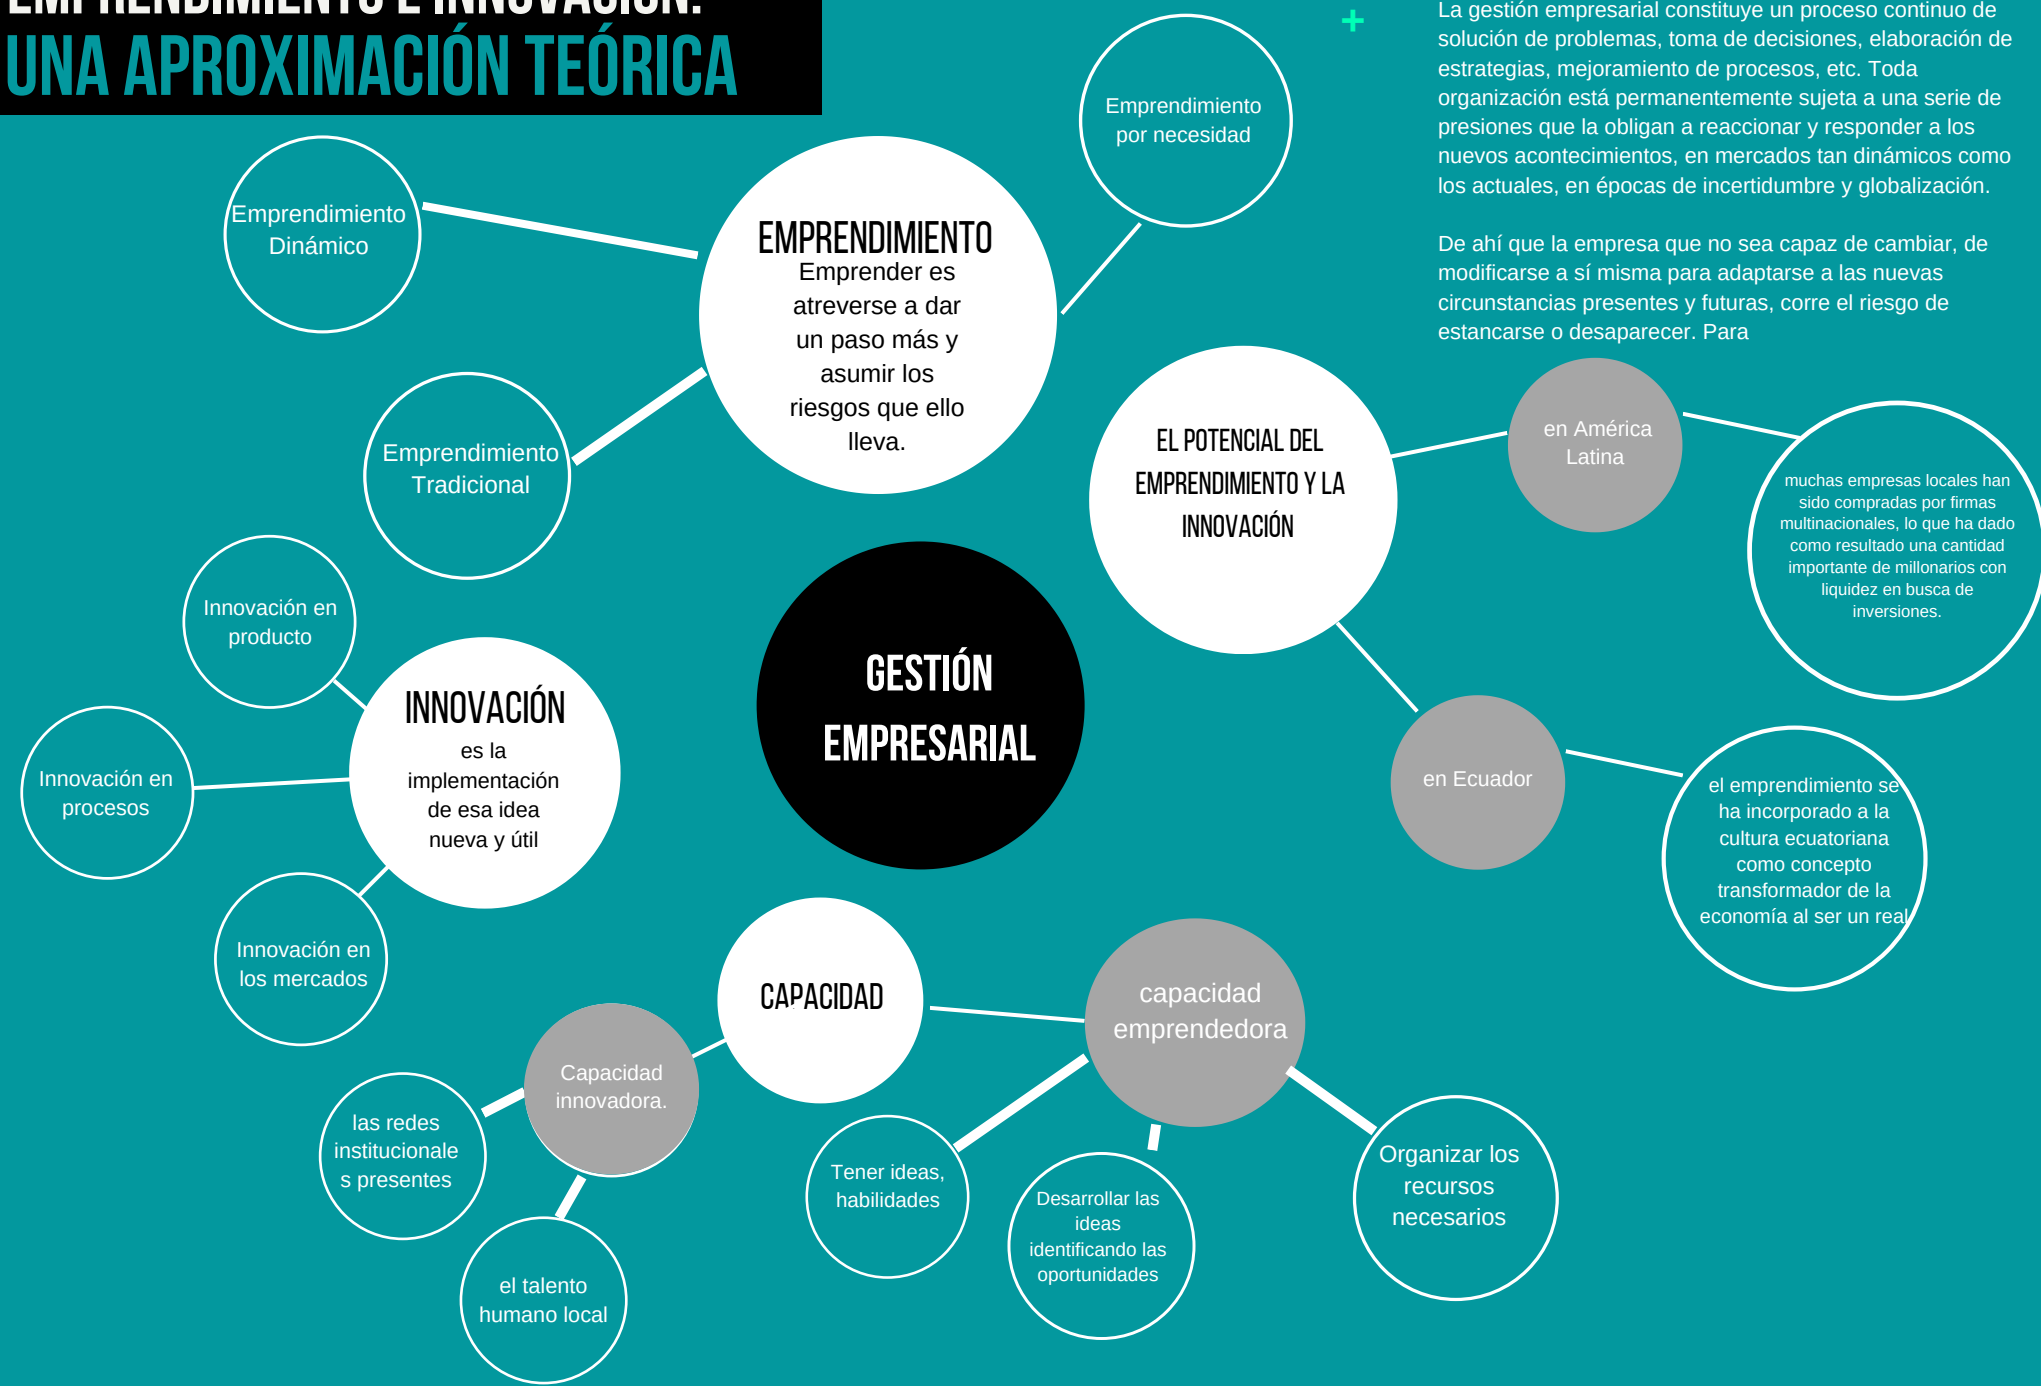 EMPRENDIMIENTO E INNOVACIÓN:
UNA APROXIMACIÓN TEÓRICA
La gestión empresarial constituye un proceso continuo de
solución de problemas, toma de decisiones, elaboración de
estrategias, mejoramiento de procesos, etc. Toda
organización está permanentemente sujeta a una serie de
presiones que la obligan a reaccionar y responder a los
nuevos acontecimientos, en mercados tan dinámicos como
los actuales, en épocas de incertidumbre y globalización.
De ahí que la empresa que no sea capaz de cambiar, de
modificarse a sí misma para adaptarse a las nuevas
circunstancias presentes y futuras, corre el riesgo de
estancarse o desaparecer. Para
Emprendimiento
por necesidad
Emprendimiento
Dinámico
EMPRENDIMIENTO
Emprender es
atreverse a dar
un paso más y
asumir los
riesgos que ello
lleva.
Emprendimiento
Tradicional
EL POTENCIAL DEL
EMPRENDIMIENTO Y LA
INNOVACIÓN
en América
Latina
muchas empresas locales han
sido compradas por firmas
multinacionales, lo que ha dado
como resultado una cantidad
importante de millonarios con
liquidez en busca de
inversiones.
Innovación en
producto
INNOVACIÓN
es la
implementación
de esa idea
nueva y útil
GESTIÓN
EMPRESARIAL
Innovación en
procesos
en Ecuador
el emprendimiento se
ha incorporado a la
cultura ecuatoriana
como concepto
transformador de la
economía al ser un real
Innovación en
los mercados
CAPACIDAD
capacidad
emprendedora
Capacidad
innovadora.
las redes
institucionale
s presentes
Tener ideas,
habilidades
Desarrollar las
ideas
identificando las
oportunidades
Organizar los
recursos
necesarios
el talento
humano local